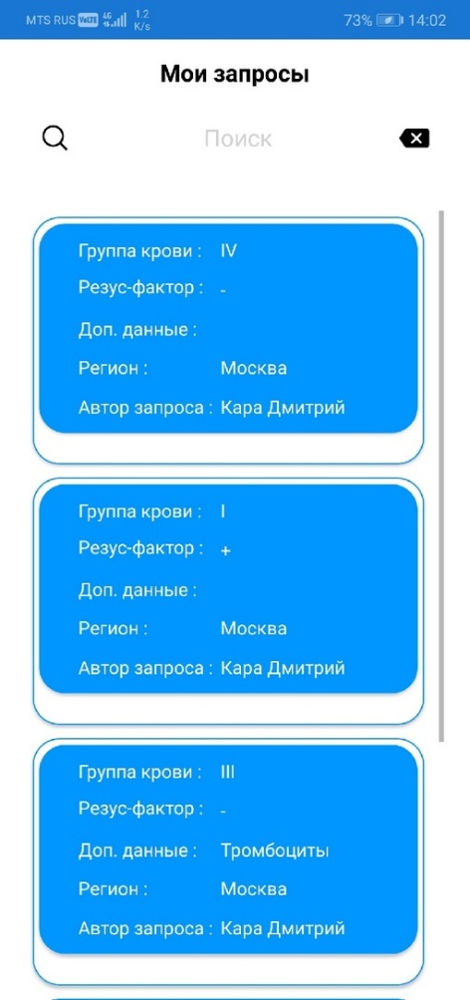 MTS RUS VoLTE 4G 1.2 K/s 73% 14:02
Мои запросы
Поиск
Группа крови : IV
Резус-фактор : -
Доп. данные :
Регион : Москва
Автор запроса : Кара Дмитрий
Группа крови : I
Резус-фактор : +
Доп. данные :
Регион : Москва
Автор запроса : Кара Дмитрий
Группа крови : III
Резус-фактор : -
Доп. данные : Тромбоциты
Регион : Москва
Автор запроса : Кара Дмитрий